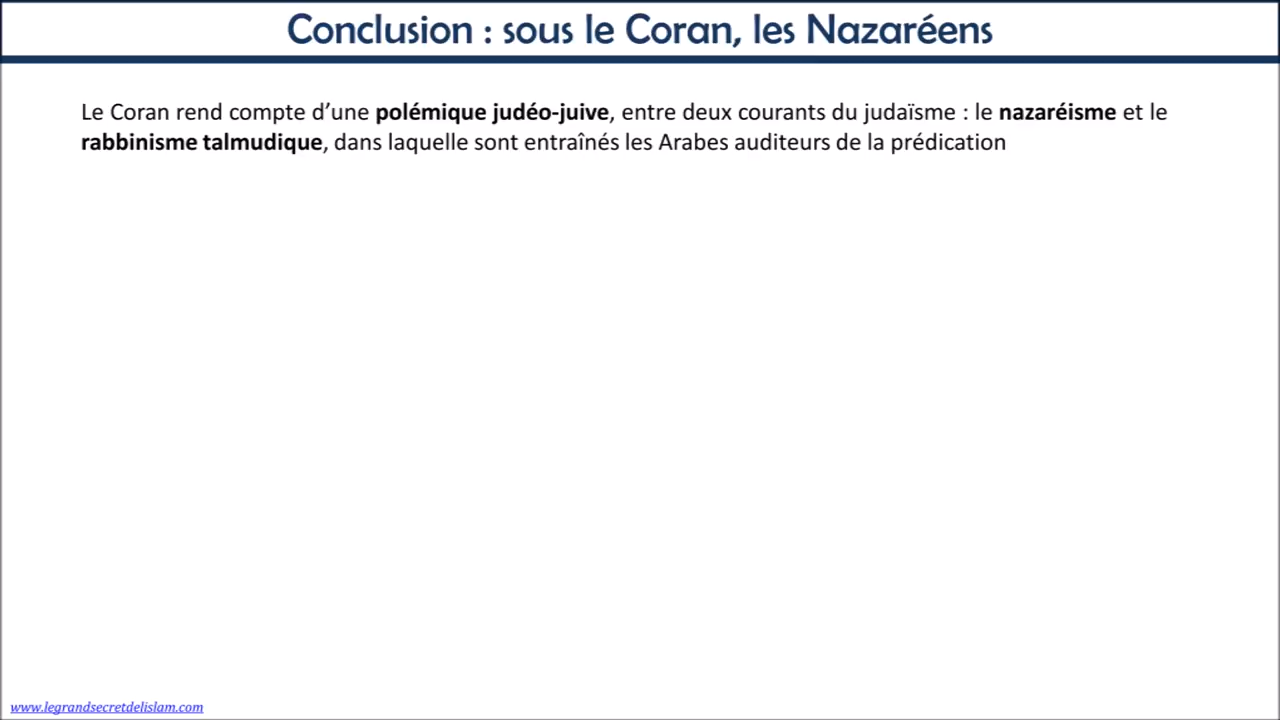 Conclusion : sous le Coran, les Nazaréens
Le Coran rend compte d’une polémique judéo-juive, entre deux courants du judaïsme : le nazaréisme et le
rabbinisme talmudique, dans laquelle sont entraînés les Arabes auditeurs de la prédication
www.legrandsecretdelislam.com